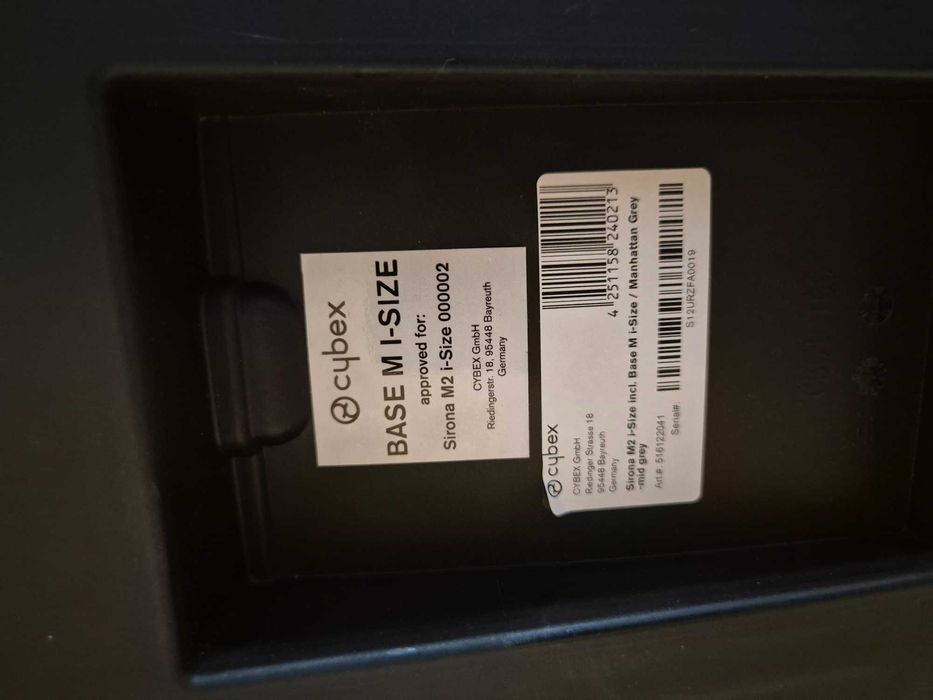 cybex
BASE M I-SIZE
approved for:
Sirona M2 i-Size 000002
CYBEX GmbH
Riedingerstr. 18, 95448 Bayreuth
Germany
cybex
CYBEX GmbH
Riedinger Strasse 18
95448 Bayreuth
Germany
4 251158 240213
Sirona M2 i-Size incl. Base M i-Size / Manhattan Grey
-mid grey
Art.#: 516122041
Serial#:
S12URZFA0019